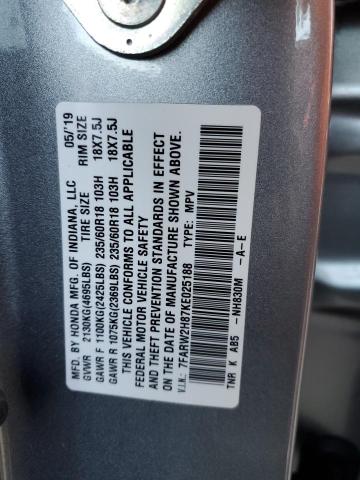 MFD. BY HONDA MFG. OF INDIANA, LLC 05/'19
GVWR 2130KG(4695LBS) TIRE SIZE RIM SIZE
GAWR F 1100KG(2425LBS) 235/60R18 103H 18X7.5J
GAWR R 1075KG(2369LBS) 235/60R18 103H 18X7.5J
THIS VEHICLE CONFORMS TO ALL APPLICABLE
FEDERAL MOTOR VEHICLE SAFETY
AND THEFT PREVENTION STANDARDS IN EFFECT
ON THE DATE OF MANUFACTURE SHOWN ABOVE.
V.I.N.: 7FARW2H87KE025188 TYPE: MPV
TNR K AB5 -NH830M -A-E